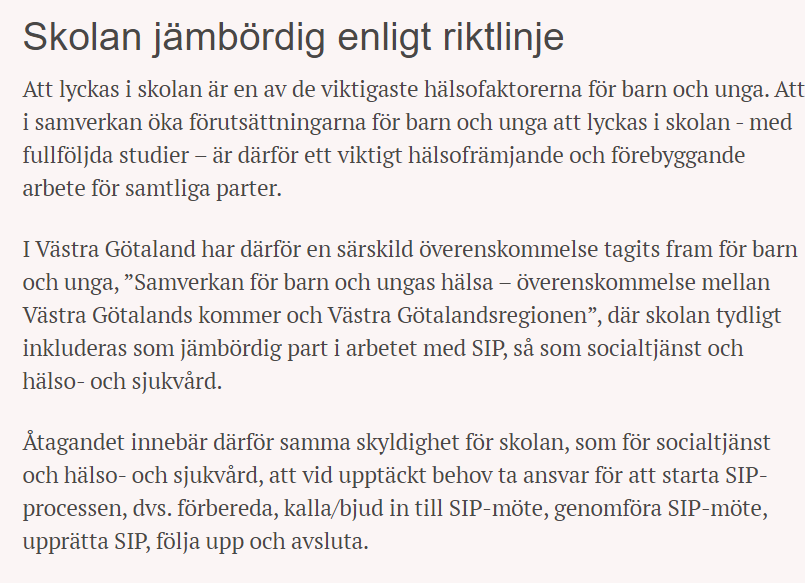 Skolan jämbördig enligt riktlinje
Att lyckas i skolan är en av de viktigaste hälsofaktorerna för barn och unga. Att
i samverkan öka förutsättningarna för barn och unga att lyckas i skolan - med
fullföljda studier – är därför ett viktigt hälsofrämjande och förebyggande
arbete för samtliga parter.
I Västra Götaland har därför en särskild överenskommelse tagits fram för barn
och unga, ”Samverkan för barn och ungas hälsa – överenskommelse mellan
Västra Götalands kommer och Västra Götalandsregionen”, där skolan tydligt
inkluderas som jämbördig part i arbetet med SIP, så som socialtjänst och
hälso- och sjukvård.
Åtagandet innebär därför samma skyldighet för skolan, som för socialtjänst
och hälso- och sjukvård, att vid upptäckt behov ta ansvar för att starta SIP-
processen, dvs. förbereda, kalla/bjud in till SIP-möte, genomföra SIP-möte,
upprätta SIP, följa upp och avsluta.